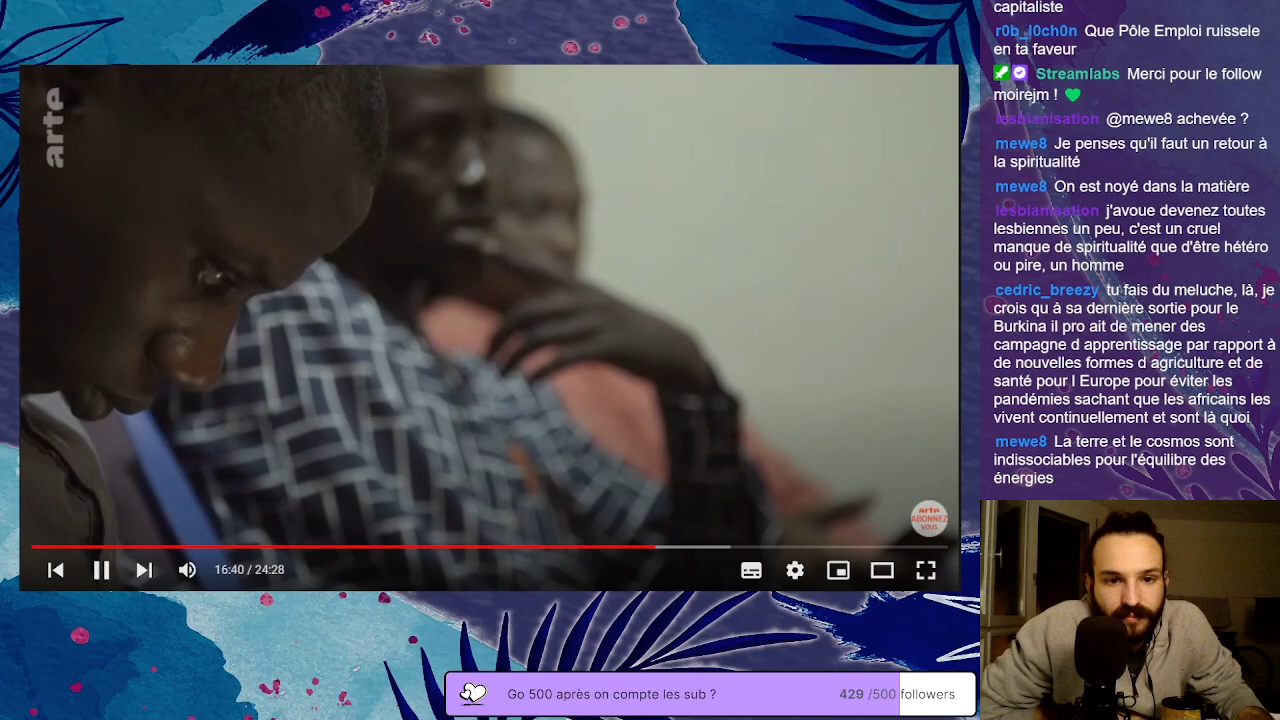 arte
arte
ABONNEZ
VOUS
16:40 / 24:28
capitaliste
r0b_l0ch0n Que Pôle Emploi ruissele
en ta faveur
Streamlabs Merci pour le follow
moirejm !
lesbianisation @mewe8 achevée ?
mewe8 Je penses qu'il faut un retour à
la spiritualité
mewe8 On est noyé dans la matière
lesbianisation j'avoue devenez toutes
lesbiennes un peu, c'est un cruel
manque de spiritualité que d'être hétéro
ou pire, un homme
cedric_breezy tu fais du meluche, là, je
crois qu à sa dernière sortie pour le
Burkina il pro ait de mener des
campagne d apprentissage par rapport à
de nouvelles formes d agriculture et de
santé pour l Europe pour éviter les
pandémies sachant que les africains les
vivent continuellement et sont là quoi
mewe8 La terre et le cosmos sont
indissociables pour l'équilibre des
énergies
Go 500 après on compte les sub ?
429 /500 followers